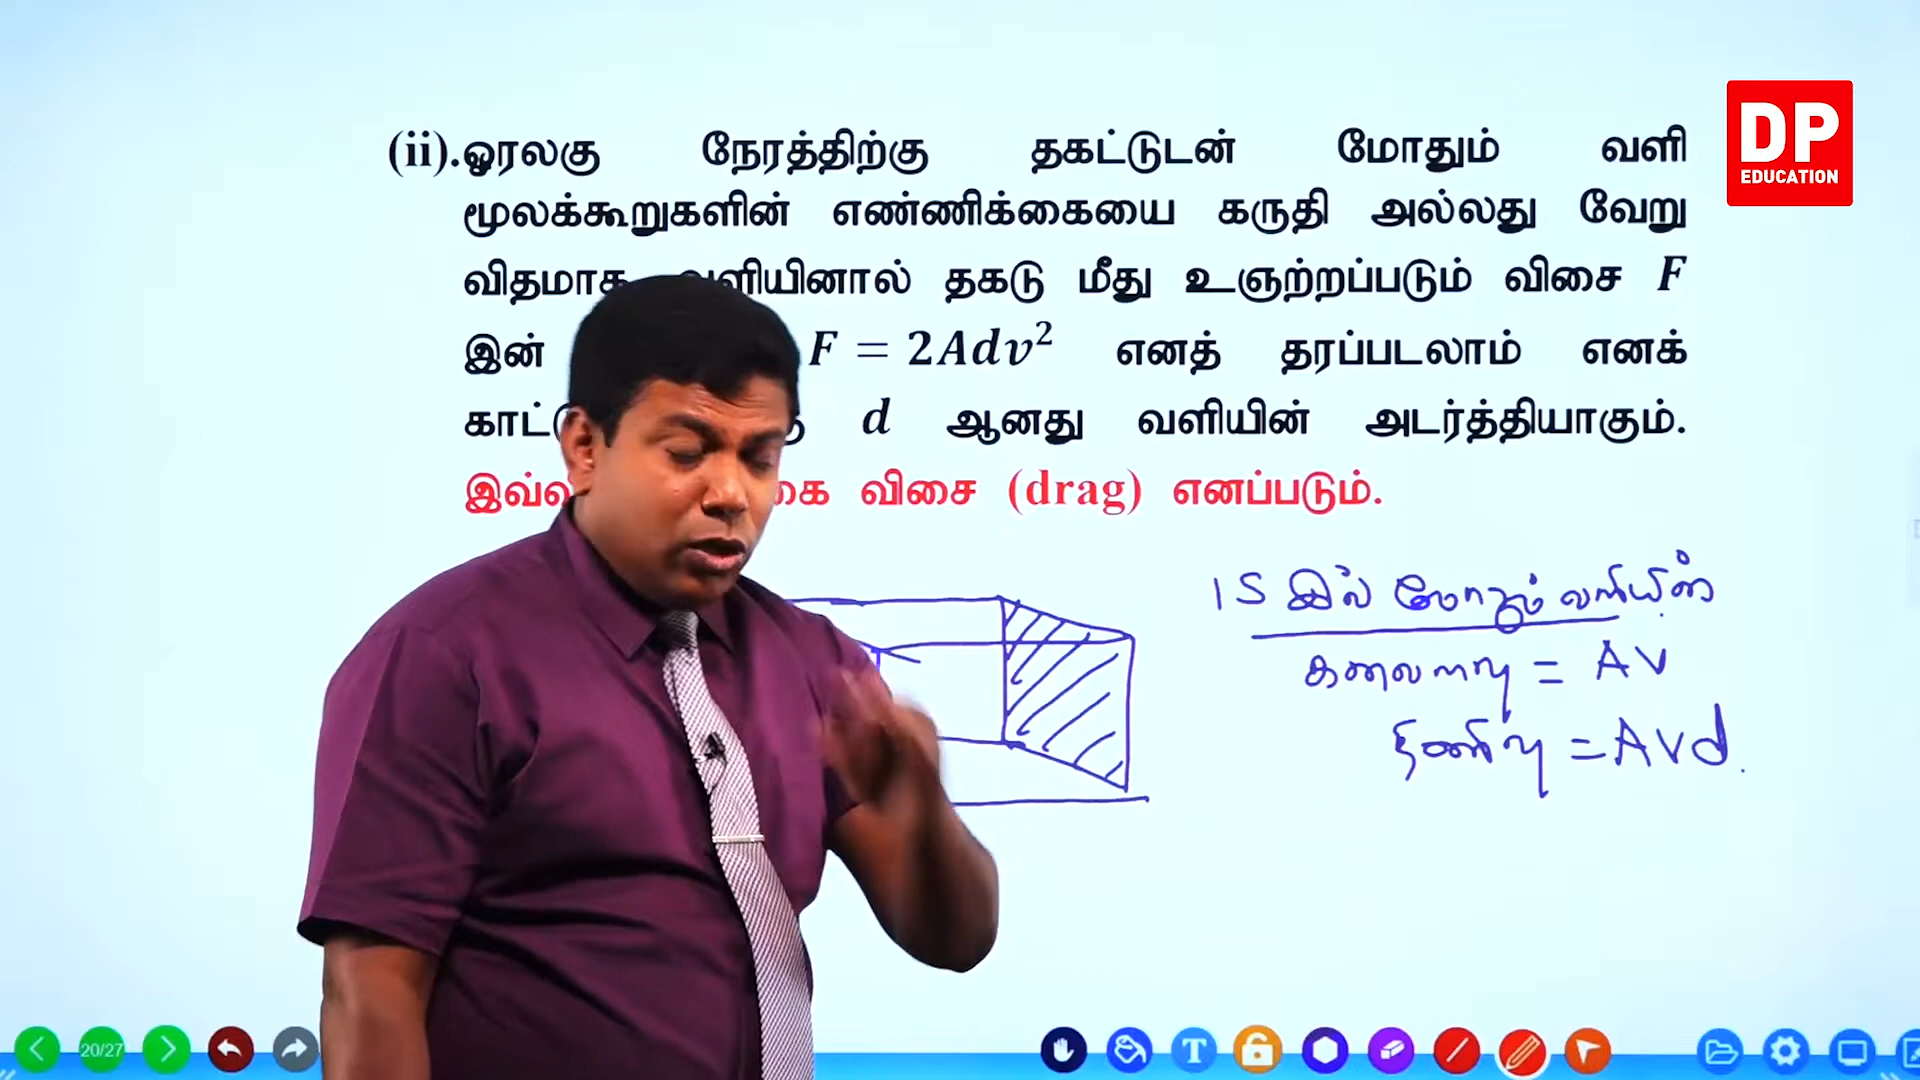 DP
EDUCATION
(ii). ஓரலகு நேரத்திற்கு தகட்டுடன் மோதும் வளி
மூலக்கூறுகளின் எண்ணிக்கையை கருதி அல்லது வேறு
தகடு மீது உஞற்றப்படும் விசை F
இன் F = 2Adv² எனத் தரப்படலாம் எனக்
d ஆனது வளியின் அடர்த்தியாகும்.
விசை (drag) எனப்படும்.
1S இல் மோதும் வளியின்
கனவளவு = AV
திணிவு = AVd.
20/27